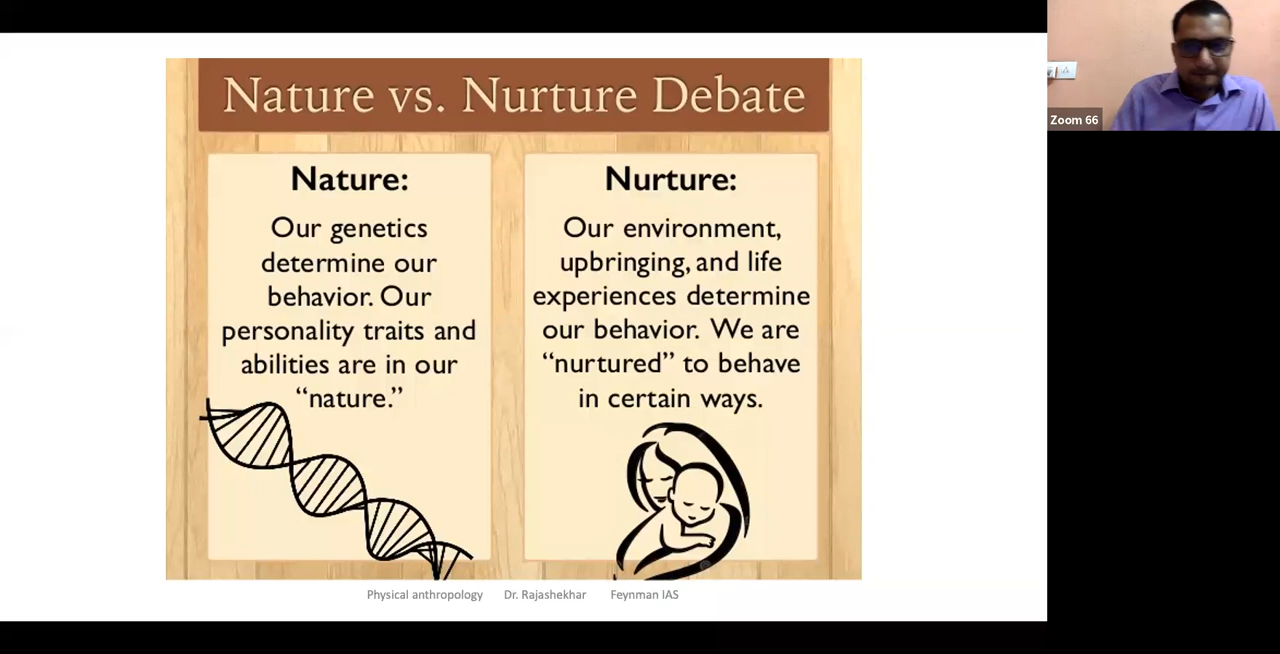 Nature vs. Nurture Debate
Nature:
Our genetics
determine our
behavior. Our
personality traits and
abilities are in our
“nature.”
Nurture:
Our environment,
upbringing, and life
experiences determine
our behavior. We are
“nurtured” to behave
in certain ways.
Physical anthropology Dr. Rajashekhar Feynman IAS
Zoom 66